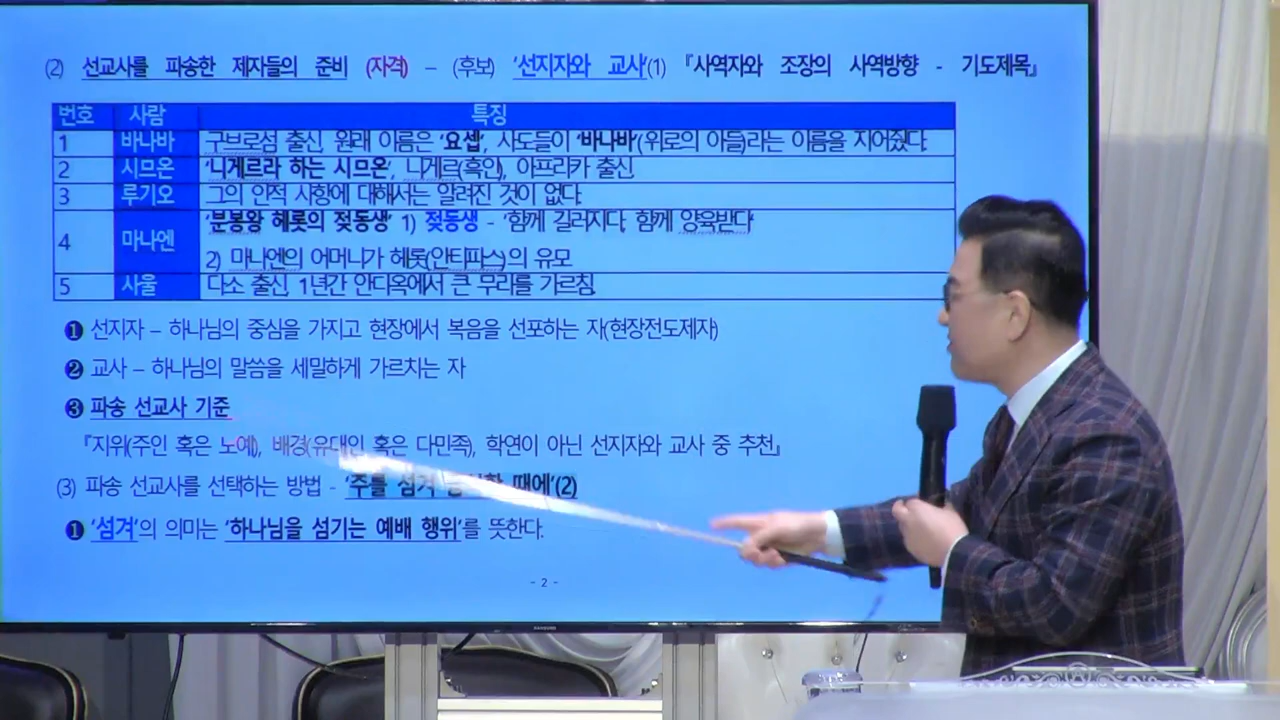 (2) 선교사를 파송한 제자들의 준비 (자격) – (후보) '선지자와 교사'(1) 『사역자와 조장의 사역방향 - 기도제목』
번호 사람 특징
1 바나바 구브로섬 출신, 원래 이름은 '요셉', 사도들이 '바나바'(위로의 아들)라는 이름을 지어줬다.
2 시므온 '니게르라 하는 시므온', 니게르(흑인), 아프리카 출신
3 루기오 그의 인적 사항에 대해서는 알려진 것이 없다.
4 마나엔 '분봉왕 헤롯의 젖동생' 1) 젖동생 - '함께 길러지다, 함께 양육받다'
2) 마나엔의 어머니가 헤롯(안티파스)의 유모
5 사울 다소 출신, 1년간 안디옥에서 큰 무리를 가르침
❶ 선지자 – 하나님의 중심을 가지고 현장에서 복음을 선포하는 자(현장전도제자)
❷ 교사 – 하나님의 말씀을 세밀하게 가르치는 자
❸ 파송 선교사 기준
『지위(주인 혹은 노예), 배경(유대인 혹은 다민족), 학연이 아닌 선지자와 교사 중 추천』
(3) 파송 선교사를 선택하는 방법 - '주를 섬겨 때에'(2)
❶ '섬겨'의 의미는 '하나님을 섬기는 예배 행위'를 뜻한다.
- 2 -
SAMSUNG